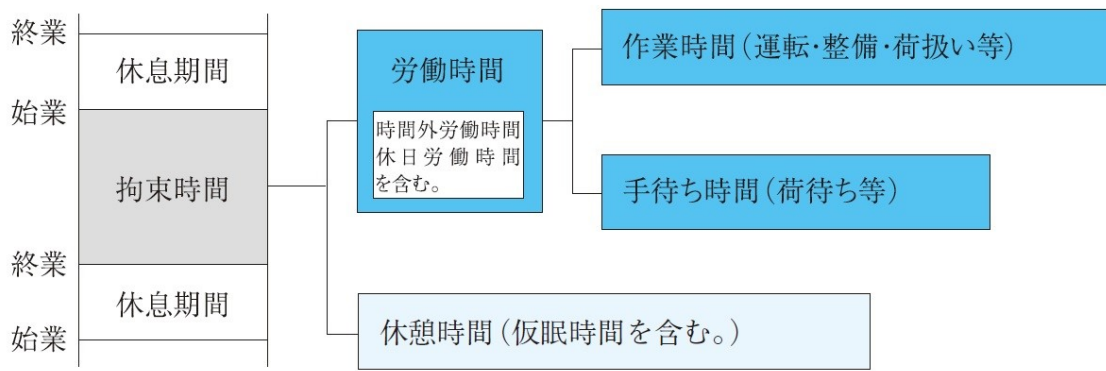 終業
休息期間
始業
拘束時間
終業
休息期間
始業
労働時間
時間外労働時間
休日労働時間
を含む。
作業時間(運転・整備・荷扱い等)
手待ち時間(荷待ち等)
休憩時間(仮眠時間を含む。)